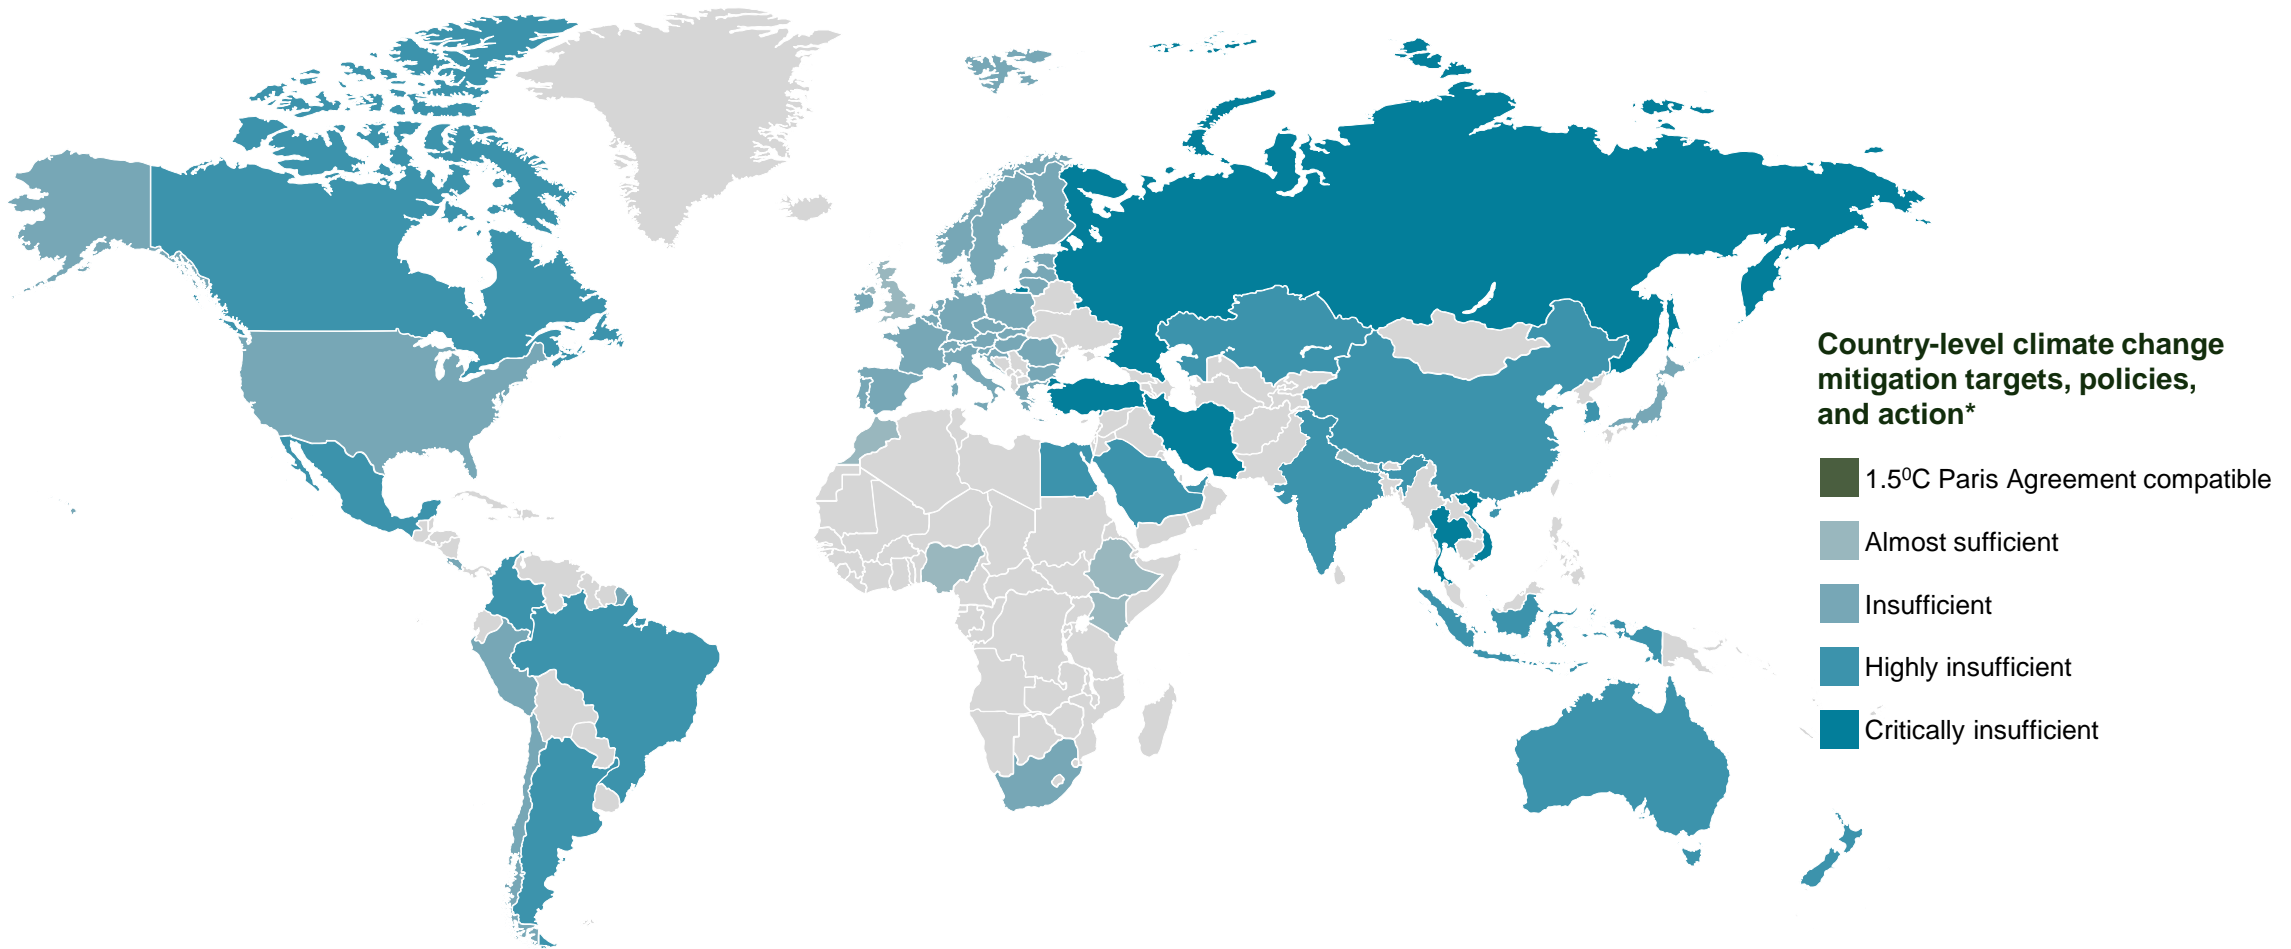 Country-level climate change
mitigation targets, policies,
and action*
1.5⁰C Paris Agreement compatible
Almost sufficient
Insufficient
Highly insufficient
Critically insufficient